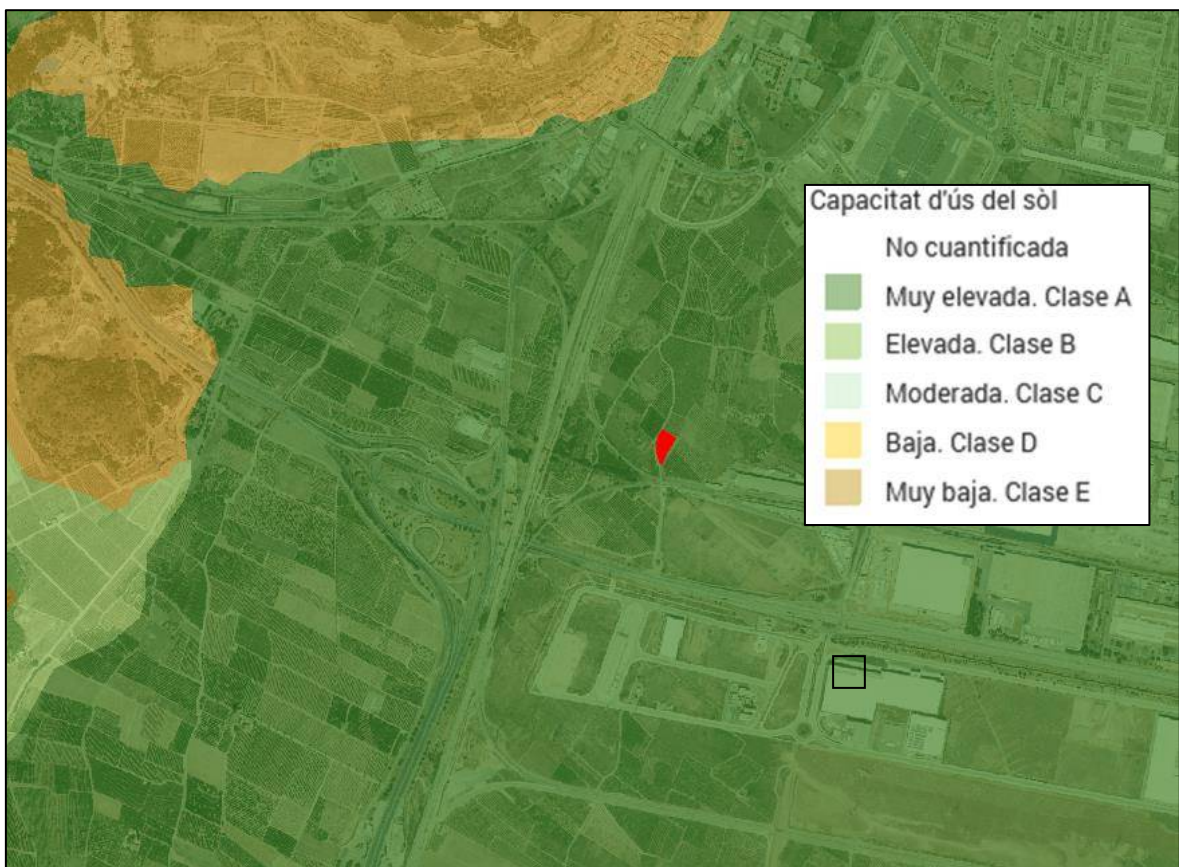 Capacitat d'ús del sòl
No cuantificada
Muy elevada. Clase A
Elevada. Clase B
Moderada. Clase C
Baja. Clase D
Muy baja. Clase E